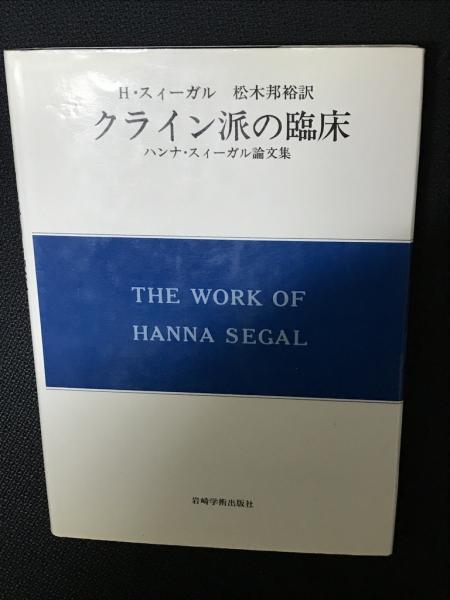 H・スィーガル 松木邦裕訳
クライン派の臨床
ハンナ・スィーガル論文集
THE WORK OF
HANNA SEGAL
岩崎学術出版社